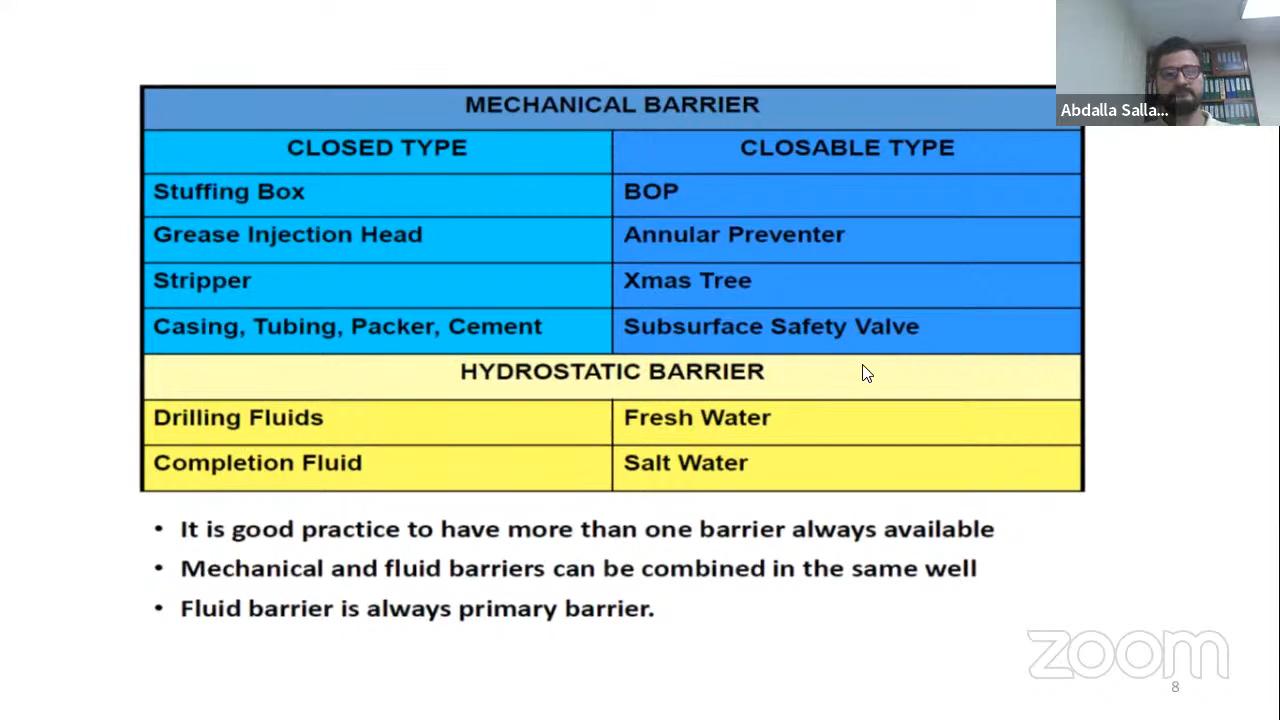 MECHANICAL BARRIER
CLOSED TYPE CLOSABLE TYPE
Stuffing Box BOP
Grease Injection Head Annular Preventer
Stripper Xmas Tree
Casing, Tubing, Packer, Cement Subsurface Safety Valve
HYDROSTATIC BARRIER
Drilling Fluids Fresh Water
Completion Fluid Salt Water
• It is good practice to have more than one barrier always available
• Mechanical and fluid barriers can be combined in the same well
• Fluid barrier is always primary barrier.
Abdalla Salla...
zoom
8